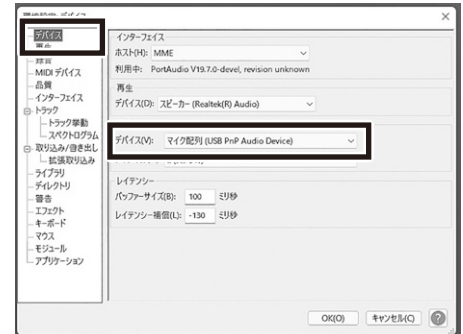 デバイス
MIDI デバイス
品質
インターフェイス
トラック
トラック挙動
スペクトログラム
取り込み/書き出し
拡張取り込み
ライブラリ
ディレクトリ
警告
エフェクト
キーボード
マウス
モジュール
アプリケーション
インターフェイス
ホスト(H): MME
利用中: PortAudio V19.7.0-devel, revision unknown
再生
デバイス(D): スピーカー (Realtek(R) Audio)
デバイス(V): マイク配列 (USB PnP Audio Device)
レイテンシー
バッファーサイズ(B): 100 ミリ秒
レイテンシー補償(L): -130 ミリ秒
OK(O) キャンセル(C) ?